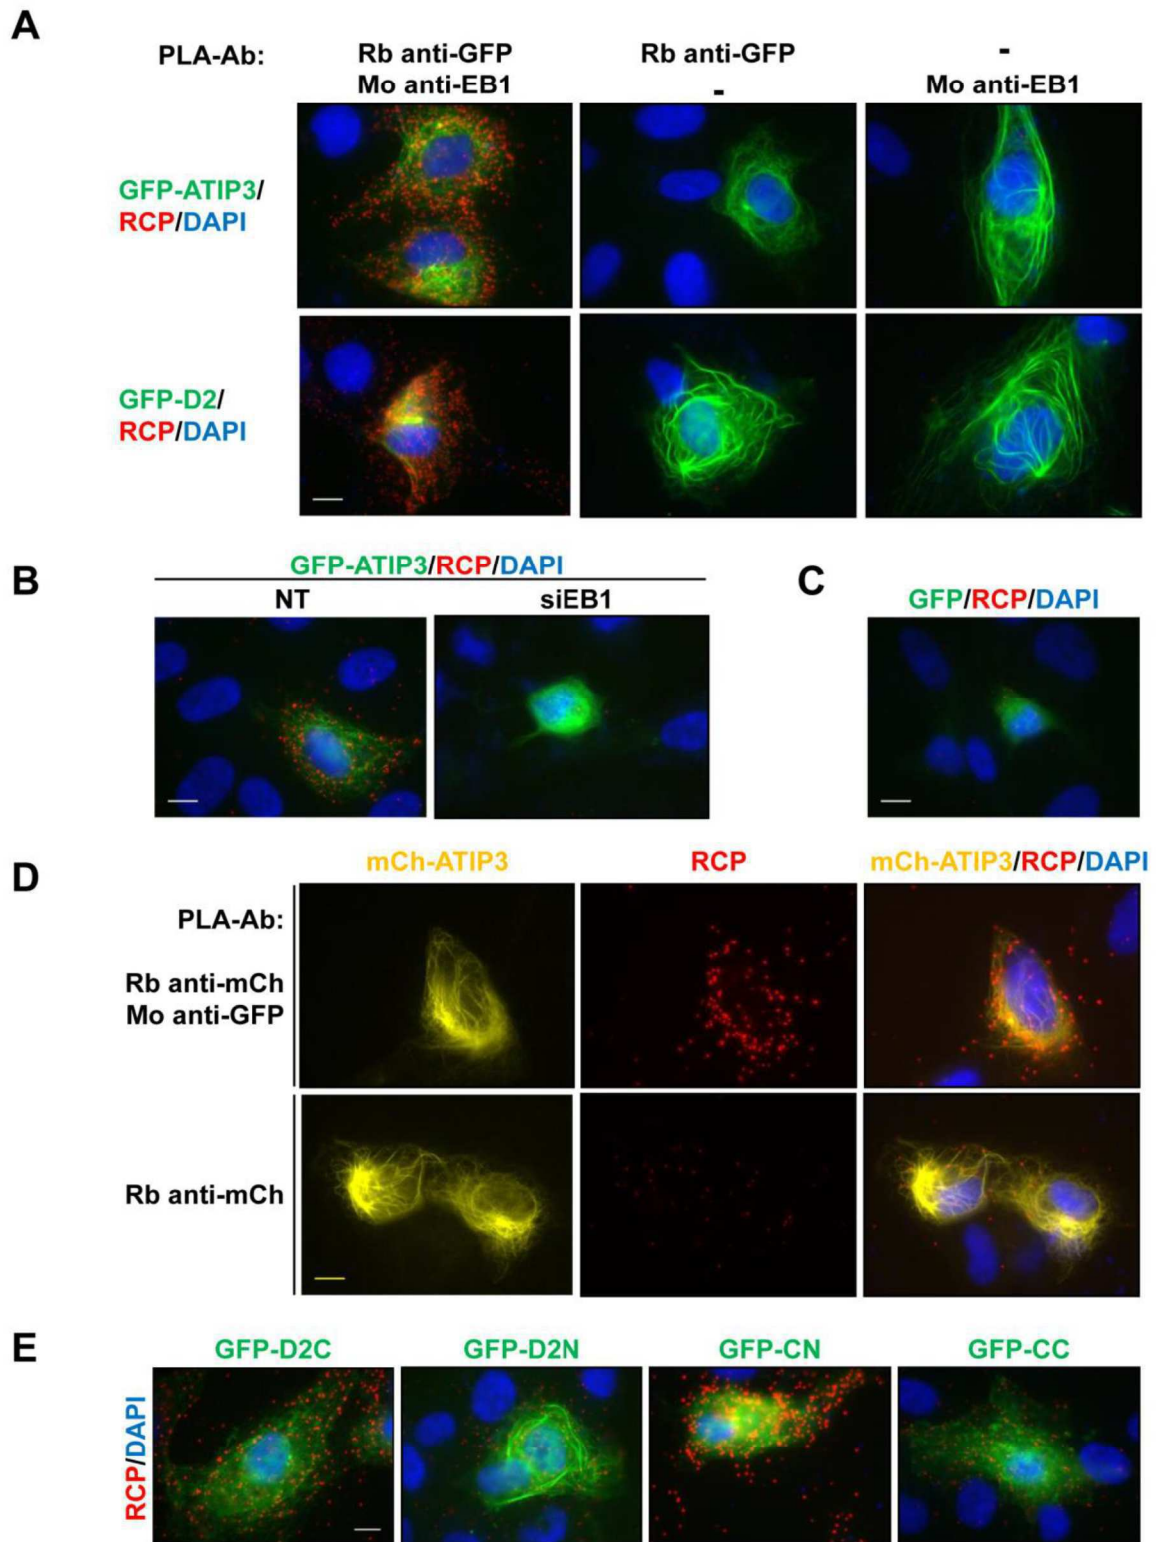 A
PLA-Ab:
Rb anti-GFP
Mo anti-EB1
Rb anti-GFP
-
-
Mo anti-EB1
GFP-ATIP3/
RCP/DAPI
GFP-D2/
RCP/DAPI
B
GFP-ATIP3/RCP/DAPI
NT
siEB1
C
GFP/RCP/DAPI
D
mCh-ATIP3
RCP
mCh-ATIP3/RCP/DAPI
PLA-Ab:
Rb anti-mCh
Mo anti-GFP
Rb anti-mCh
E
GFP-D2C
GFP-D2N
GFP-CN
GFP-CC
RCP/DAPI